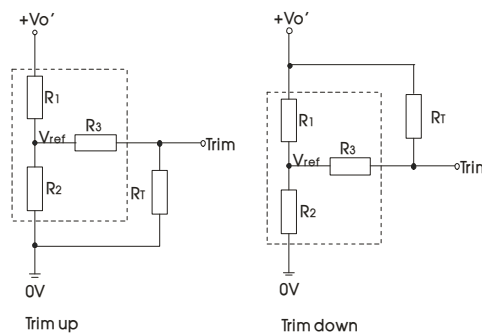 +Vo'
R1
Vref
R3
Trim
R2
RT
0V
Trim up
+Vo'
RT
R1
Vref
R3
Trim
R2
0V
Trim down